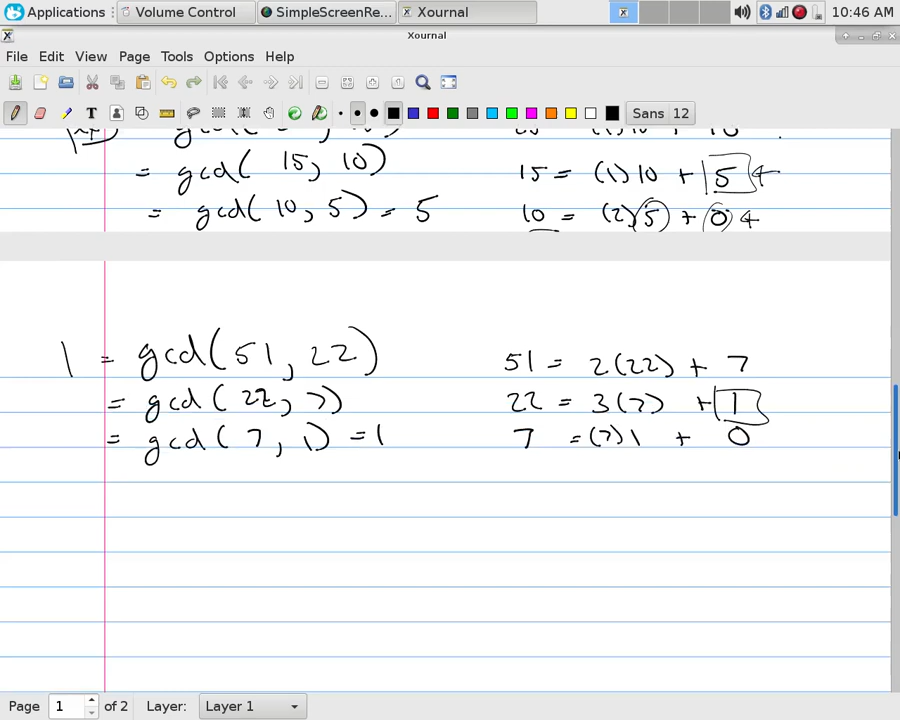 Applications Volume Control SimpleScreenRe... Xournal 10:46 AM
Xournal
File Edit View Page Tools Options Help
Sans 12
= gcd( 15, 10) 15 = (1)10 + 5
= gcd( 10, 5) = 5 10 = (2)5 + 0
1 = gcd(51, 22) 51 = 2(22) + 7
= gcd( 22, 7) 22 = 3(7) + 1
= gcd( 7, 1) = 1 7 = (7)1 + 0
Page 1 of 2 Layer: Layer 1